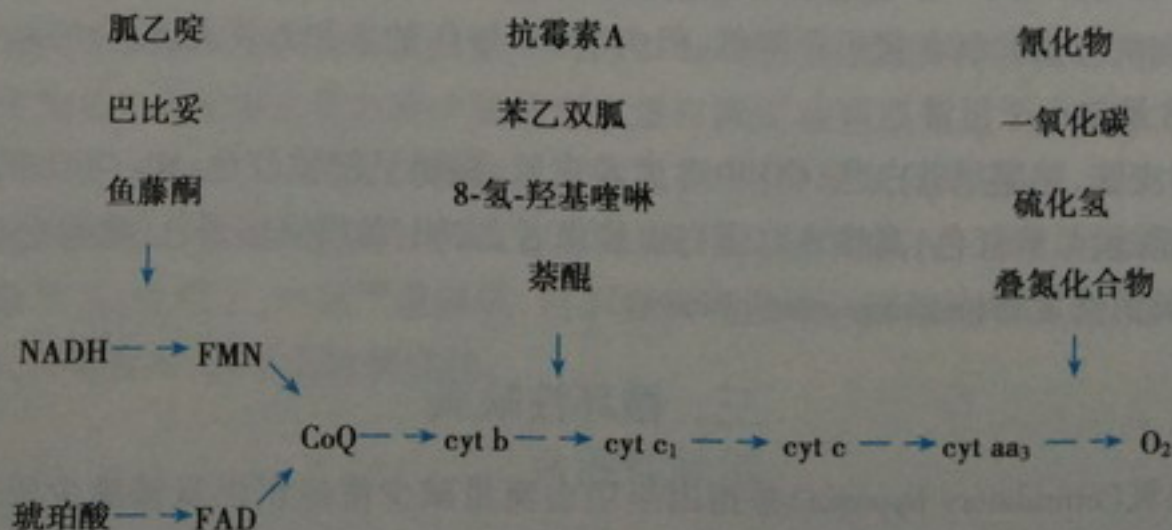 胍乙啶 抗霉素A 氰化物
巴比妥 苯乙双胍 一氧化碳
鱼藤酮 8-氢-羟基喹啉 硫化氢
萘醌 叠氮化合物
NADH FMN
CoQ cyt b cyt c₁ cyt c cyt aa₃ O₂
琥珀酸 FAD